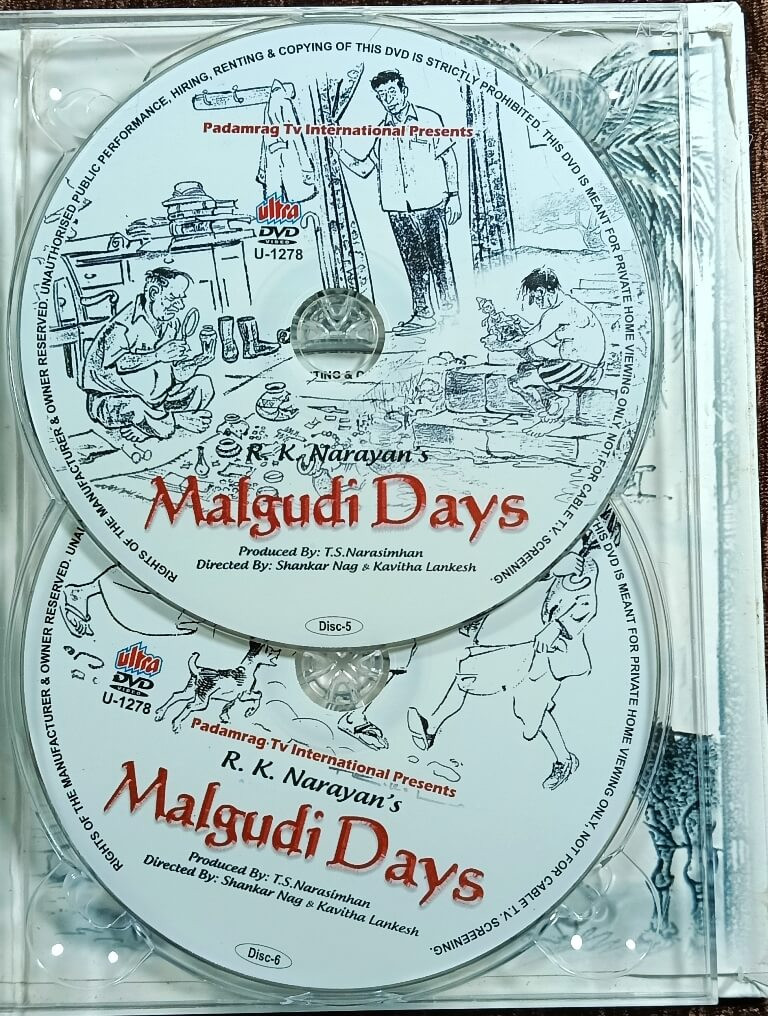 RIGHTS OF THE MANUFACTURER & OWNER RESERVED. UNAUTHORISED PUBLIC PERFORMANCE, HIRING, RENTING & COPYING OF THIS DVD IS STRICTLY PROHIBITED. THIS DVD IS MEANT FOR PRIVATE HOME VIEWING ONLY, NOT FOR CABLE T.V. SCREENING.
Padamrag Tv International Presents
ultra
DVD
VIDEO
U-1278
R. K. Narayan's
Malgudi Days
Produced By: T.S.Narasimhan
Directed By: Shankar Nag & Kavitha Lankesh
Disc-5
RIGHTS OF THE MANUFACTURER & OWNER RESERVED.
THIS DVD IS MEANT FOR PRIVATE HOME VIEWING ONLY, NOT FOR CABLE T.V. SCREENING.
ultra
DVD
VIDEO
U-1278
Padamrag Tv International Presents
R. K. Narayan's
Malgudi Days
Produced By: T.S.Narasimhan
Directed By: Shankar Nag & Kavitha Lankesh
Disc-6